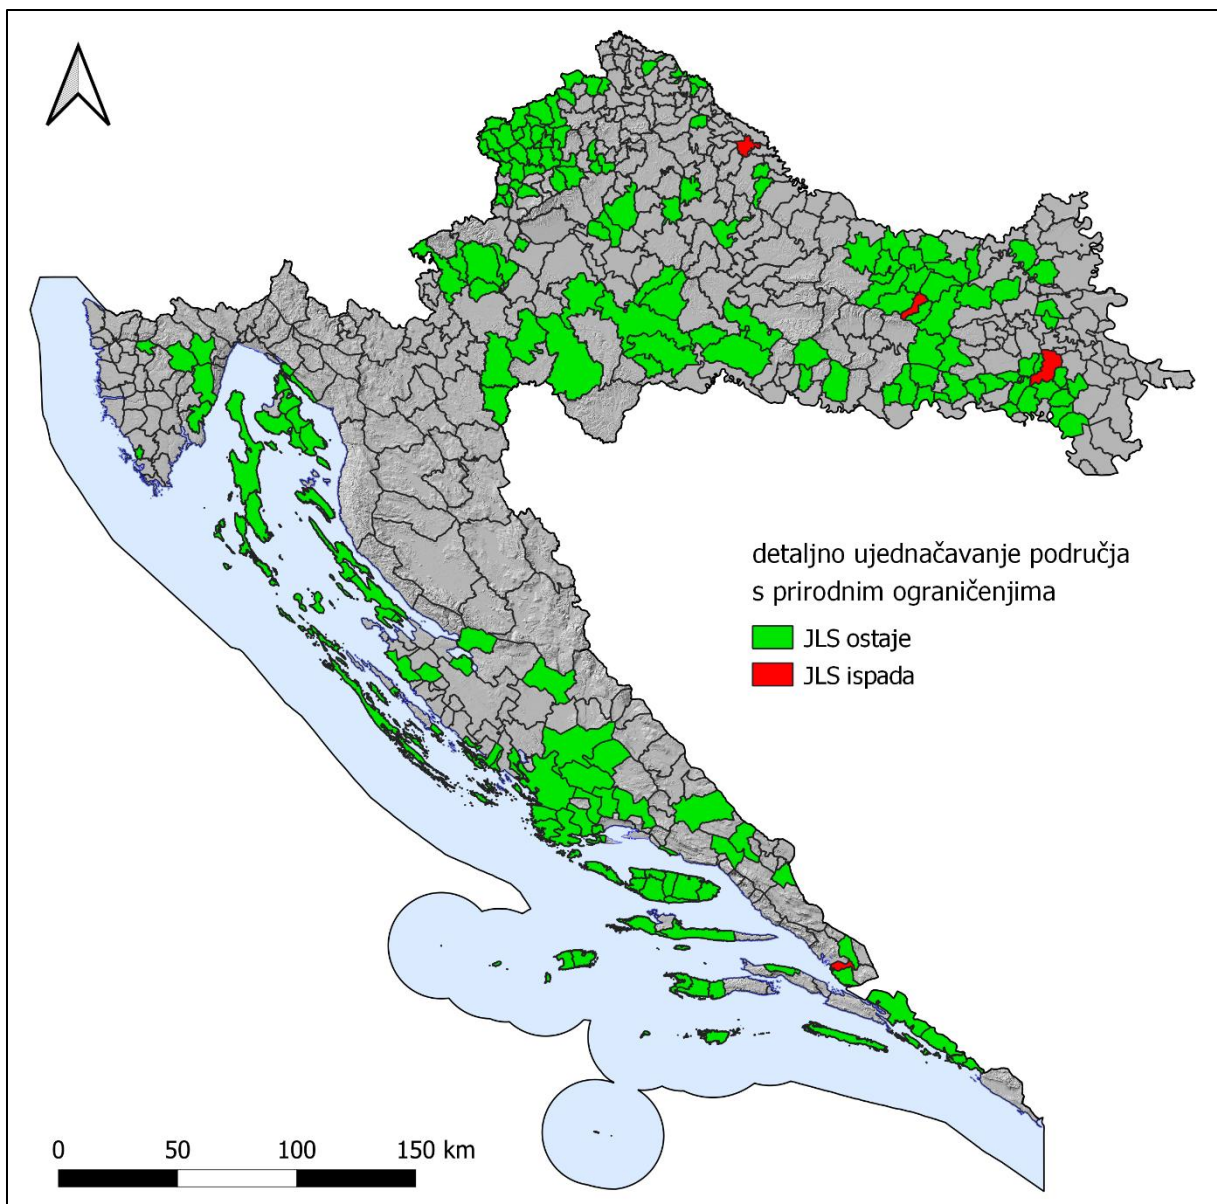 detaljno ujednačavanje područja
s prirodnim ograničenjima
JLS ostaje
JLS ispada
0 50 100 150 km